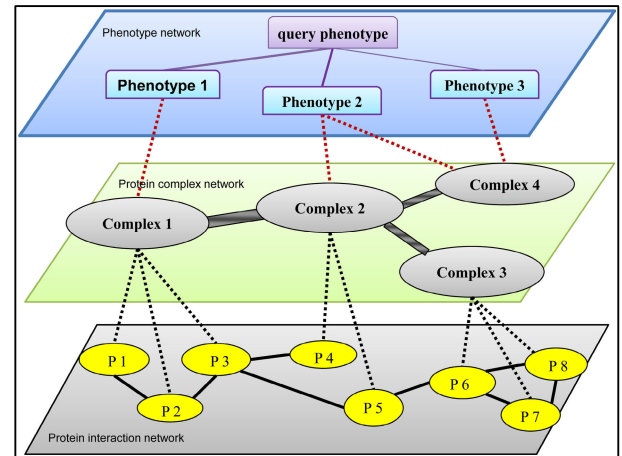 Phenotype network
query phenotype
Phenotype 1
Phenotype 2
Phenotype 3
Protein complex network
Complex 1
Complex 2
Complex 4
Complex 3
P 1
P 2
P 3
P 4
P 5
P 6
P 7
P 8
Protein interaction network